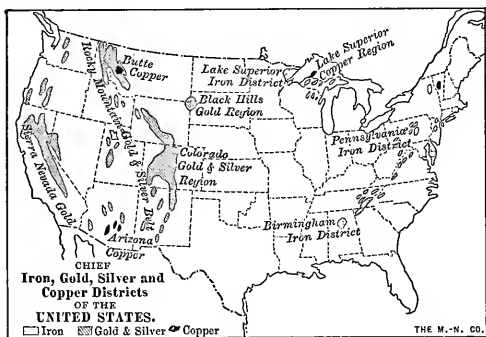 Butte
Copper
Rocky Mountain Gold & Silver Belt
Lake Superior
Iron District
Lake Superior
Copper Region
Black Hills
Gold Region
Sierra Nevada Gold
Colorado
Gold & Silver
Region
Pennsylvania
Iron District
Arizona
Copper
Birmingham
Iron District
CHIEF
Iron, Gold, Silver and
Copper Districts
OF THE
UNITED STATES.
Iron Gold & Silver Copper
THE M.-N. CO.